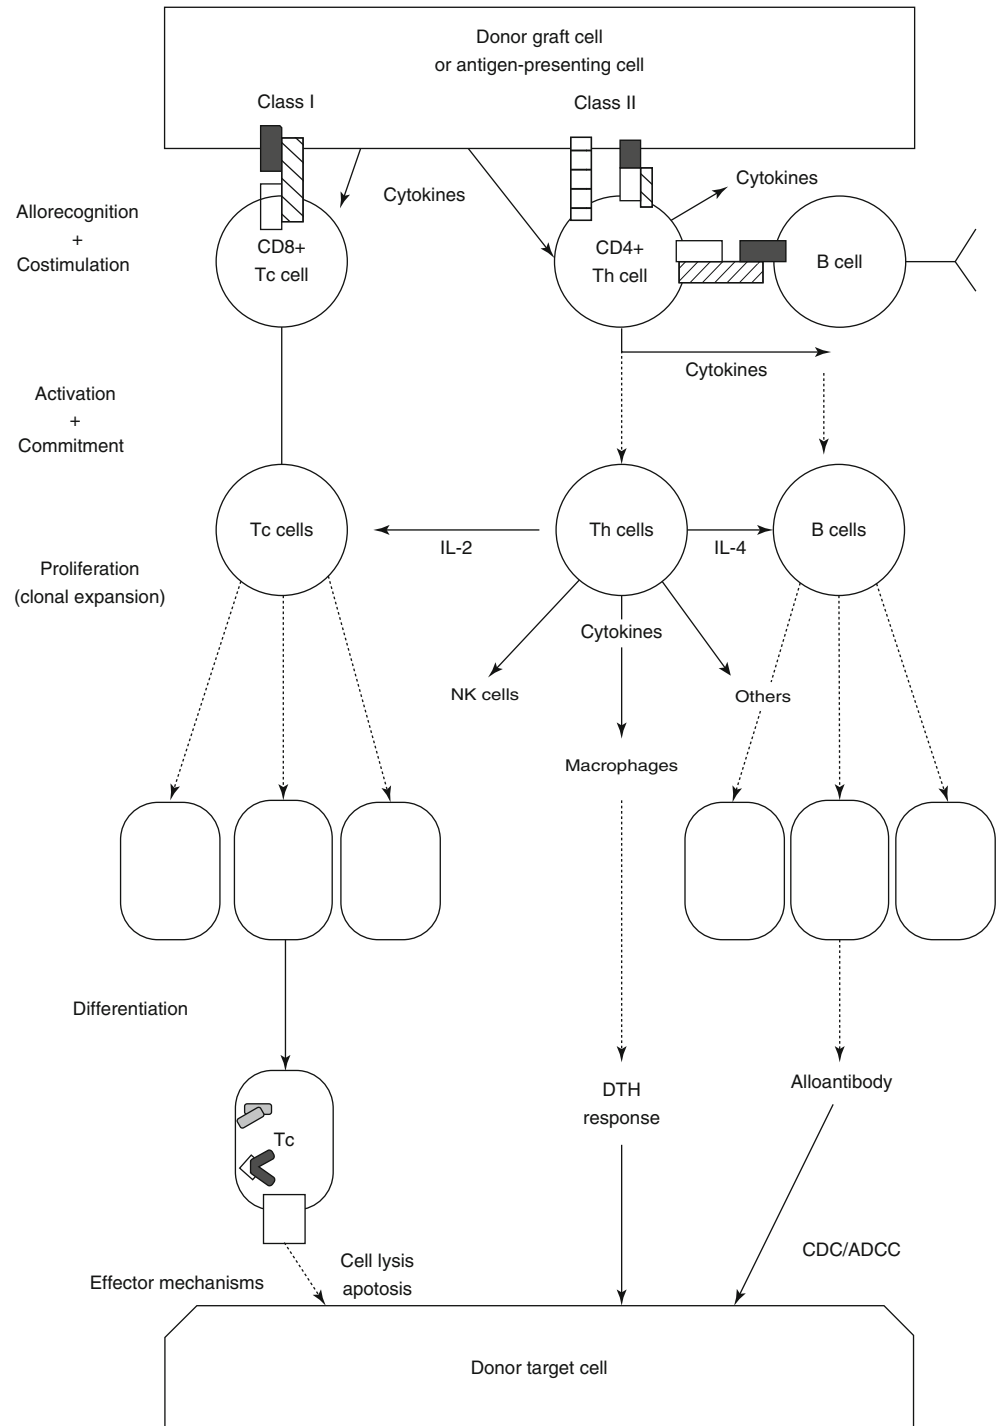 Donor graft cell
or antigen-presenting cell
Class I
Class II
Cytokines
Cytokines
Allorecognition
+
Costimulation
CD8+
Tc cell
CD4+
Th cell
B cell
Cytokines
Activation
+
Commitment
Tc cells
IL-2
Th cells
IL-4
B cells
Proliferation
(clonal expansion)
Cytokines
NK cells
Others
Macrophages
Differentiation
DTH
response
Alloantibody
Tc
CDC/ADCC
Cell lysis
apotosis
Effector mechanisms
Donor target cell